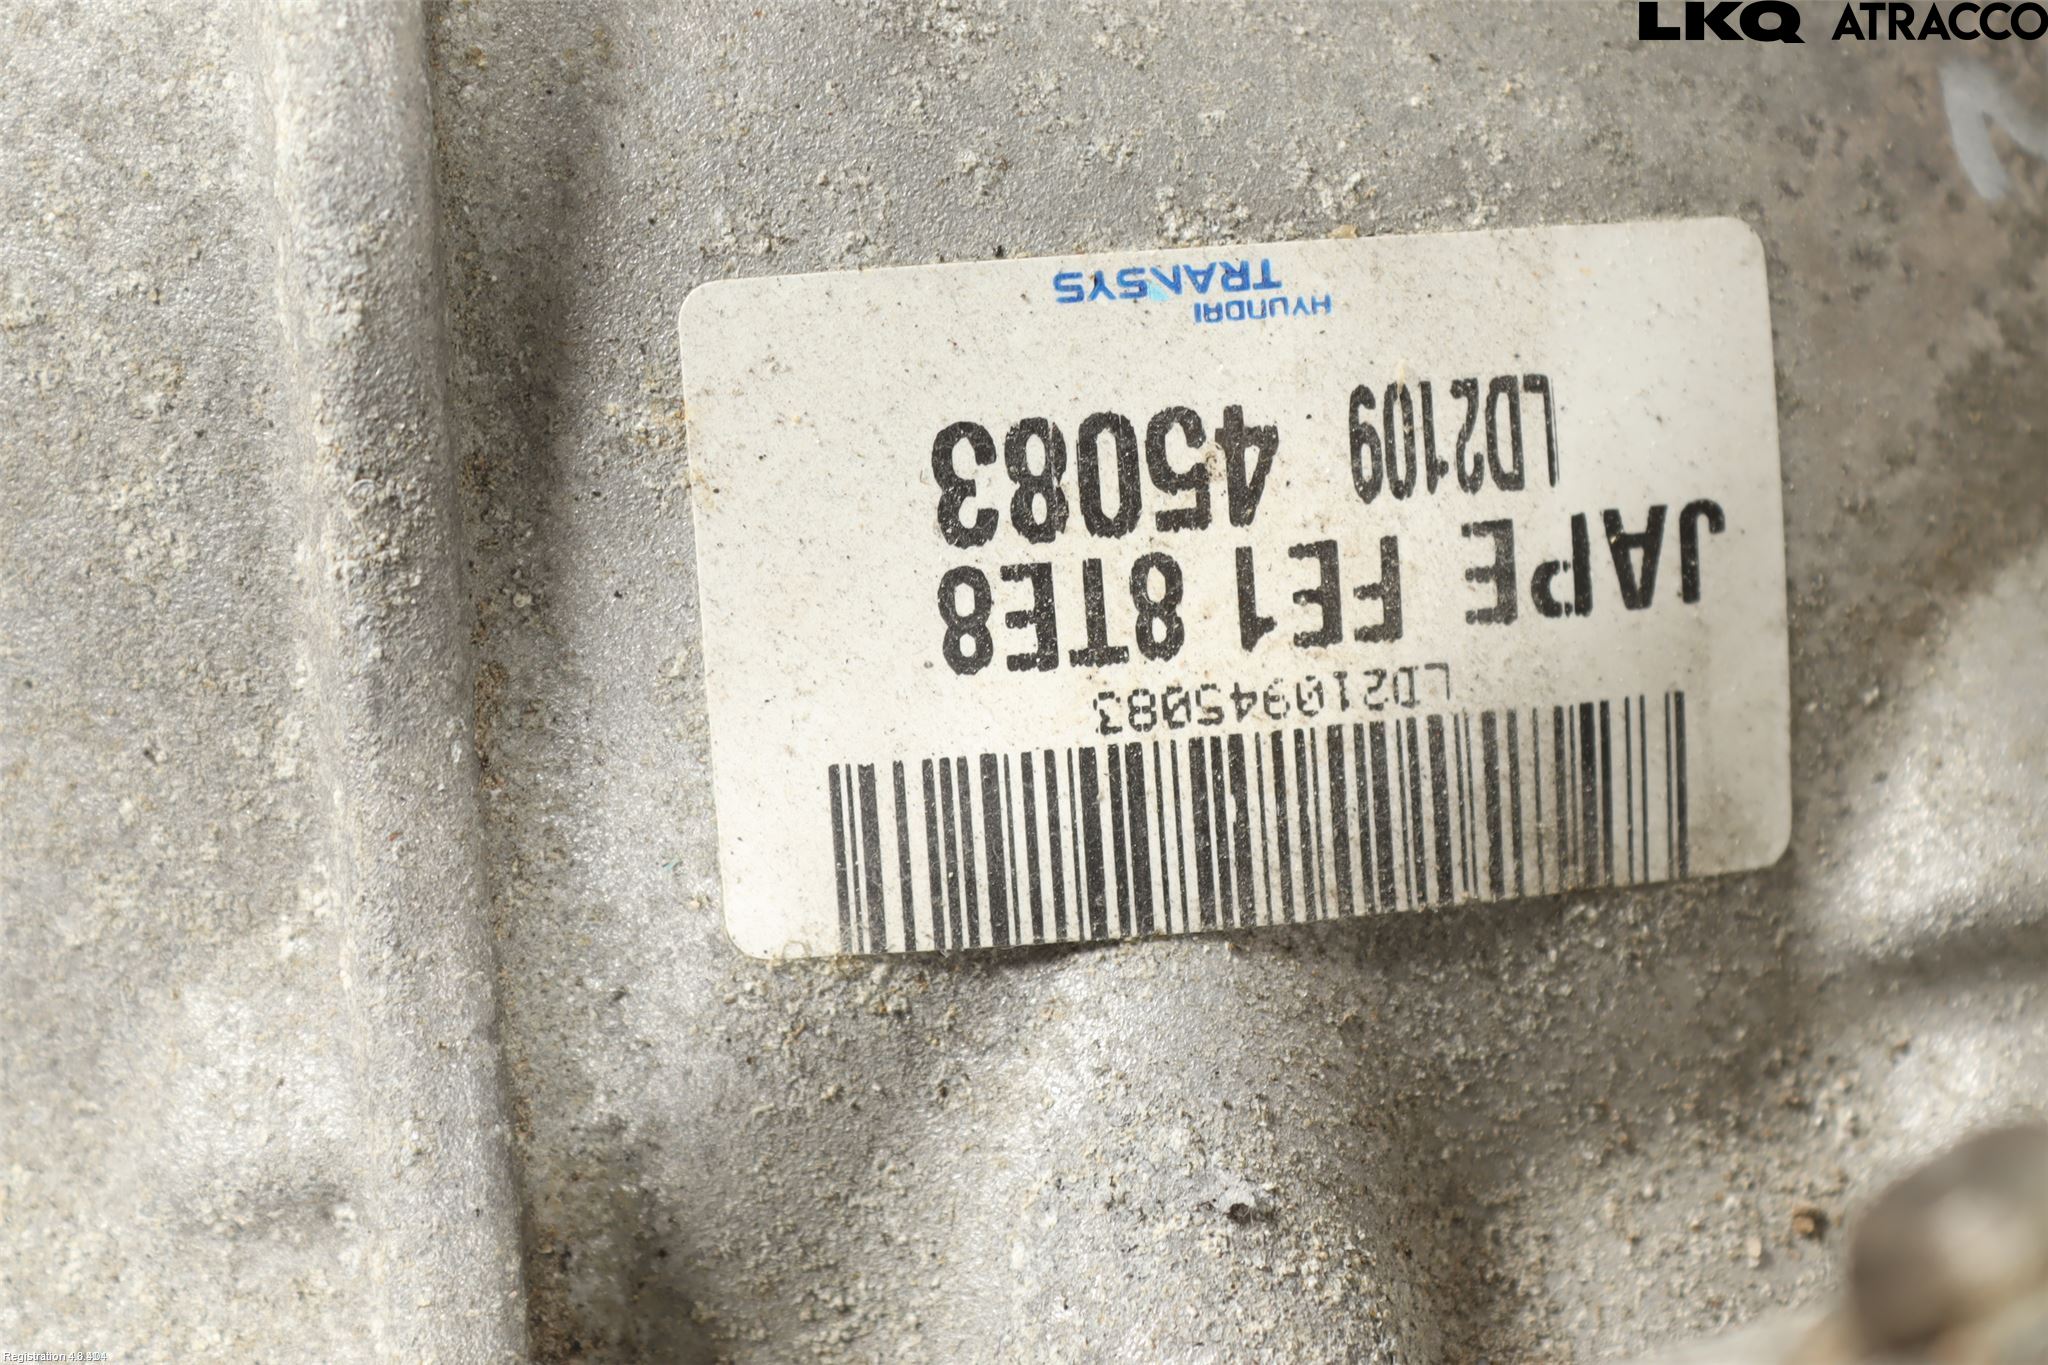 LKQ ATRACCO
LD210945083
JAPE FE1 8TE8
LD2109 45083
HYUNDAI
TRANSYS